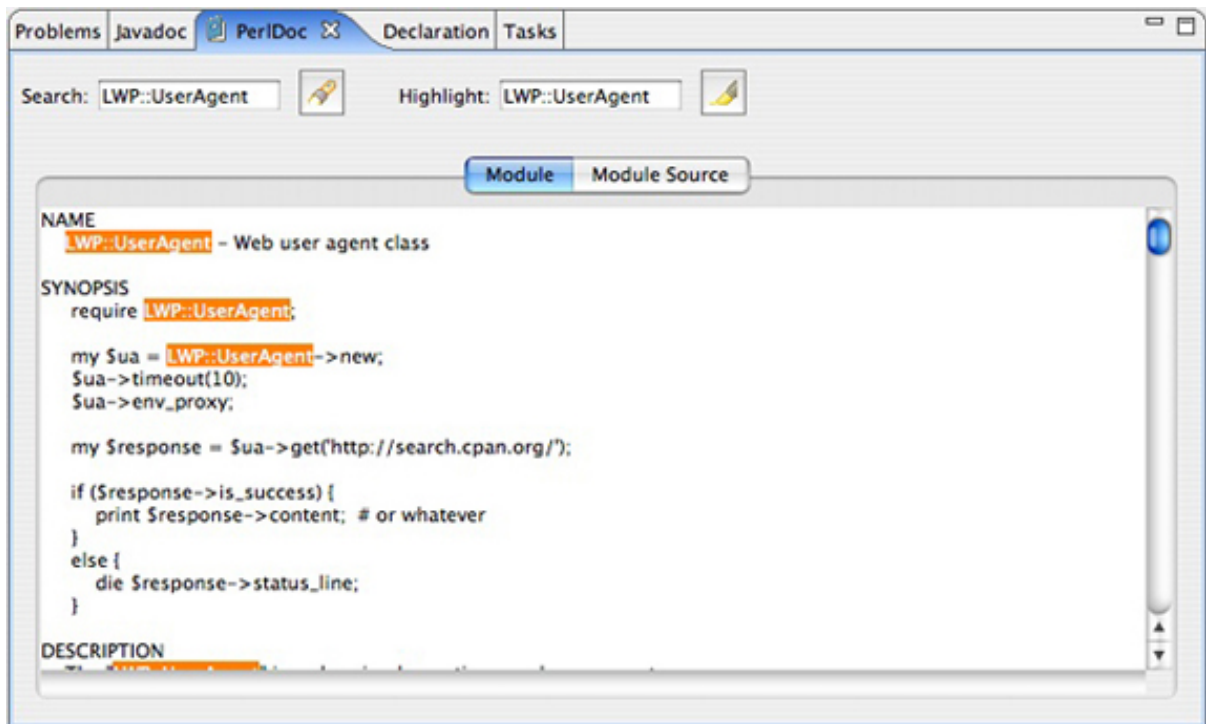 Problems Javadoc PerlDoc Declaration Tasks
Search: LWP::UserAgent Highlight: LWP::UserAgent
Module Module Source
NAME
LWP::UserAgent - Web user agent class
SYNOPSIS
require LWP::UserAgent;
my $ua = LWP::UserAgent->new;
$ua->timeout(10);
$ua->env_proxy;
my $response = $ua->get('http://search.cpan.org/');
if ($response->is_success) {
print $response->content; # or whatever
}
else {
die $response->status_line;
}
DESCRIPTION